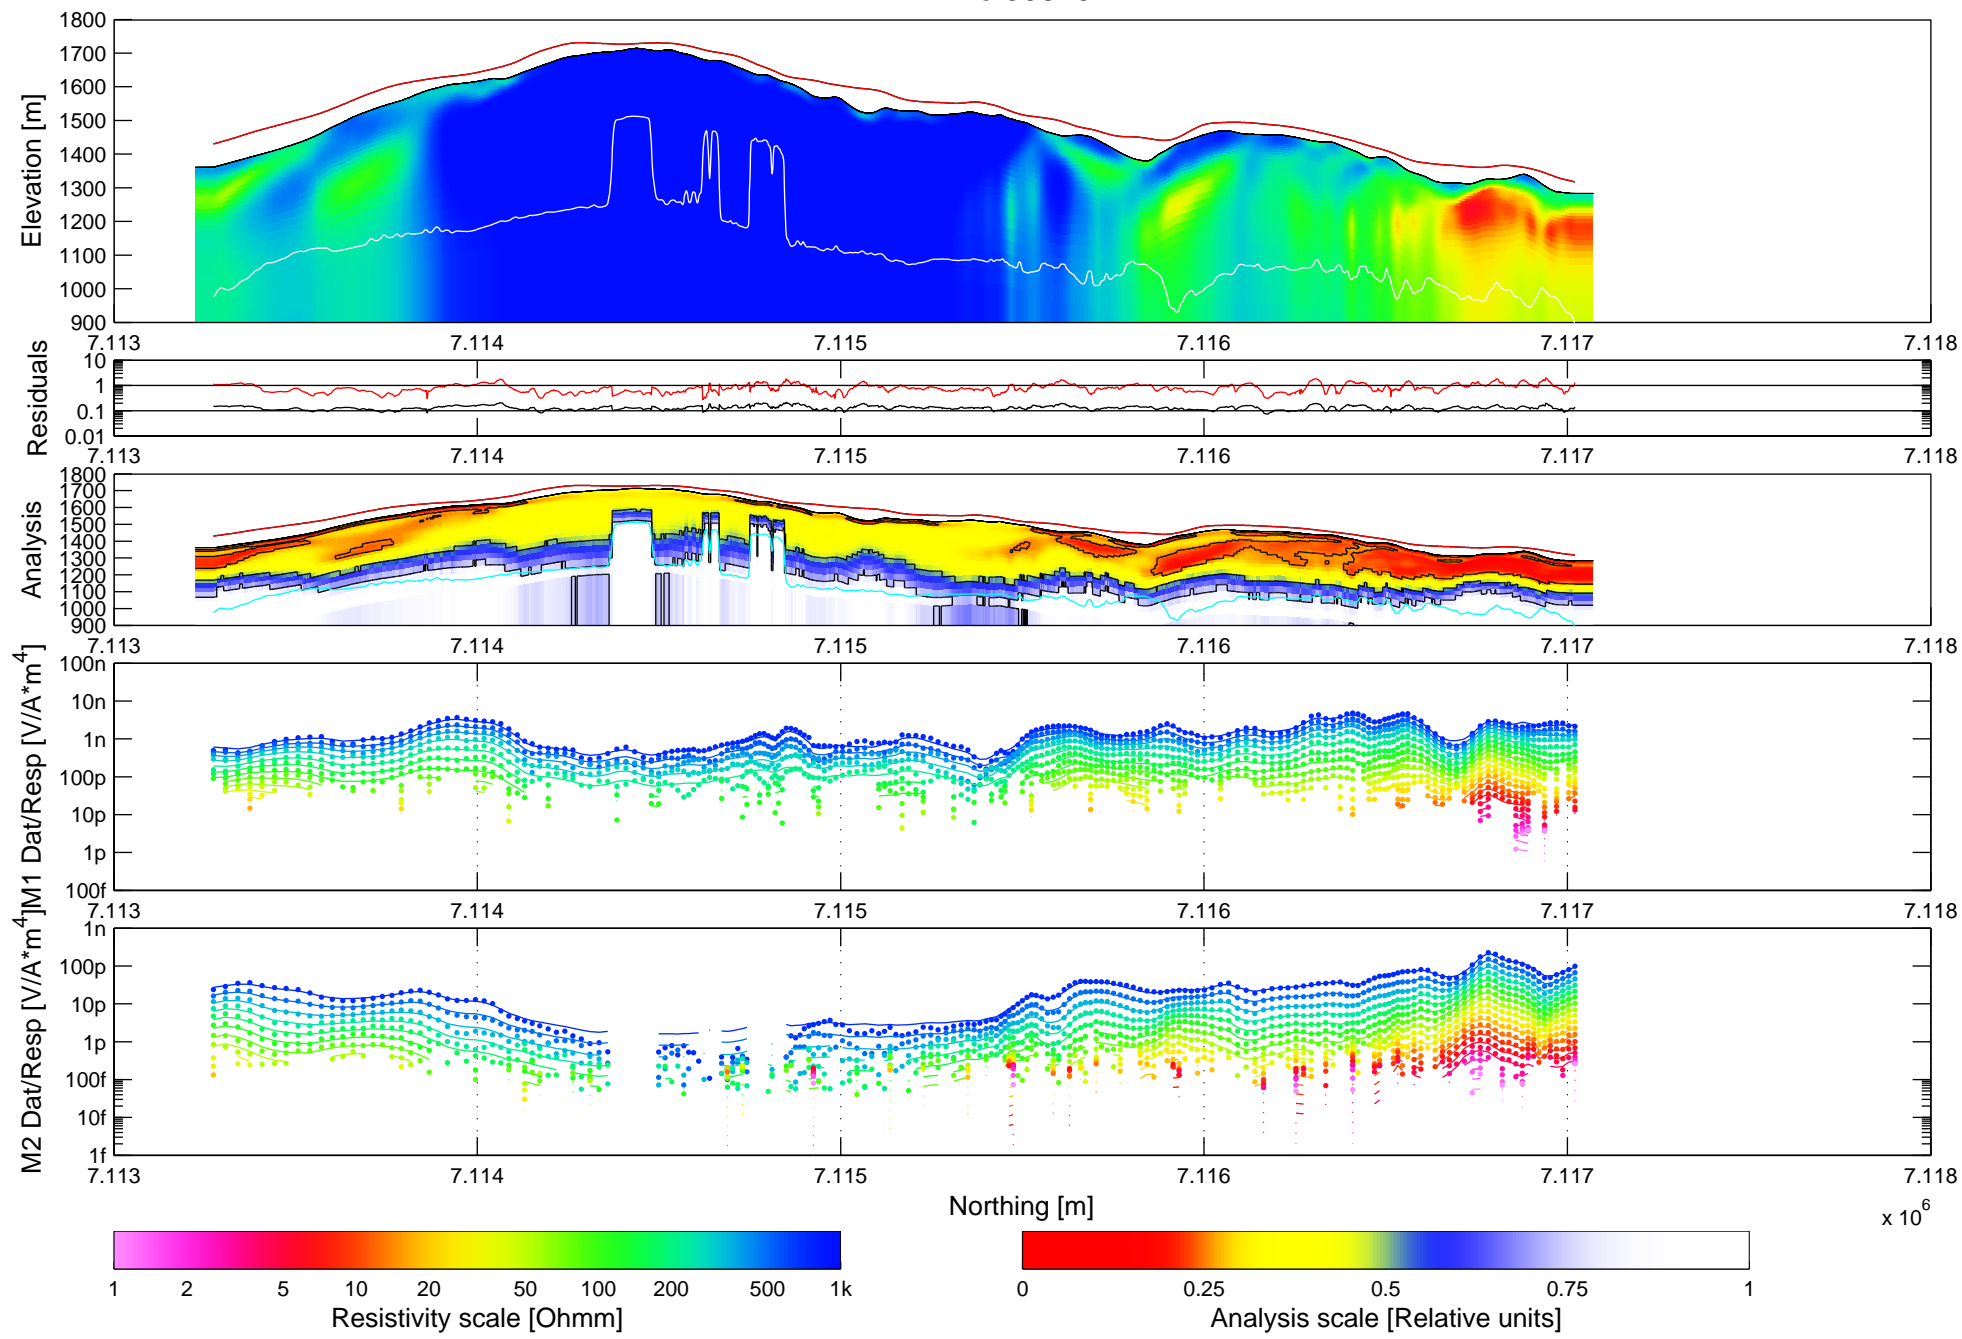 1800
1700
1600
1500
1400
1300
1200
1100
1000
900
Elevation [m]
7.113 7.114 7.115 7.116 7.117 7.118
10
1
0.1
0.01
Residuals
7.113 7.114 7.115 7.116 7.117 7.118
1800
1700
1600
1500
1400
1300
1200
1100
1000
900
Analysis
7.113 7.114 7.115 7.116 7.117 7.118
100n
10n
1n
100p
10p
1p
100f
M1 Dat/Resp [V/A*m4]
7.113 7.114 7.115 7.116 7.117 7.118
1n
100p
10p
1p
100f
10f
1f
M2 Dat/Resp [V/A*m4]
7.113 7.114 7.115 7.116 7.117 7.118
Northing [m]
x 106
1 2 5 10 20 50 100 200 500 1k
Resistivity scale [Ohmm]
0 0.25 0.5 0.75 1
Analysis scale [Relative units]